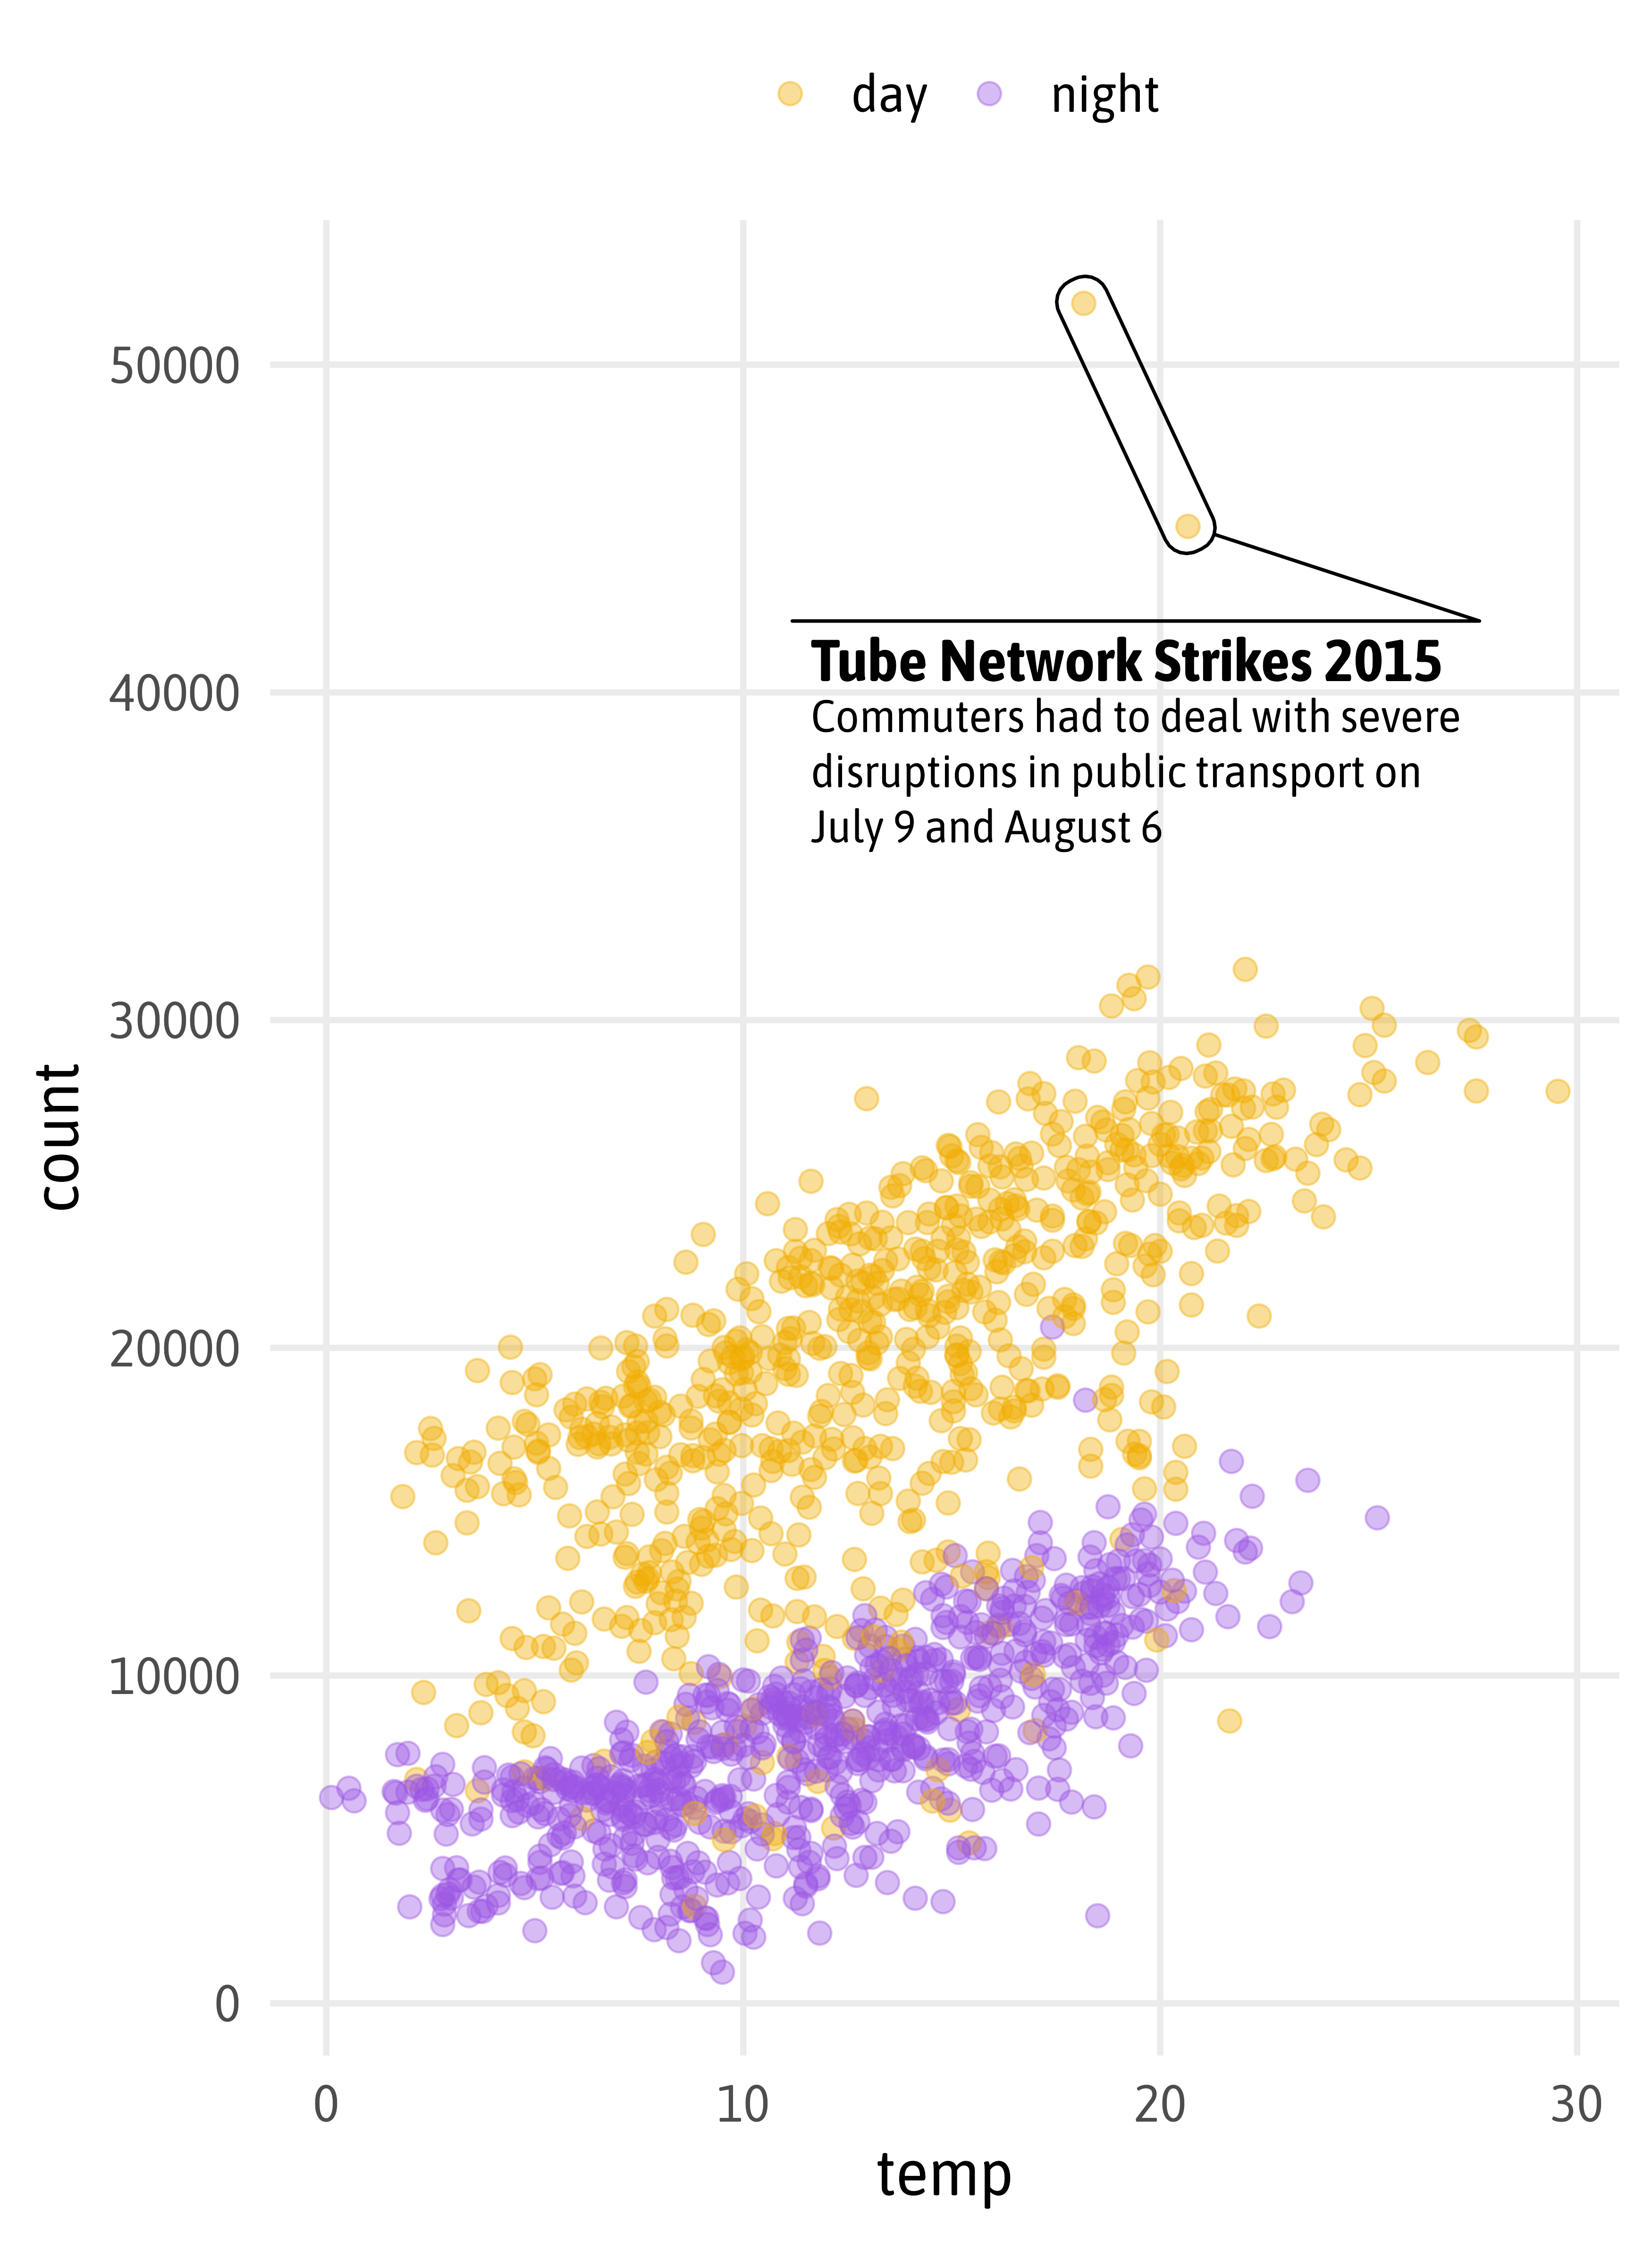 day night
50000
Tube Network Strikes 2015
40000
Commuters had to deal with severe
disruptions in public transport on
July 9 and August 6
30000
count
20000
10000
0
0 10 20 30
temp